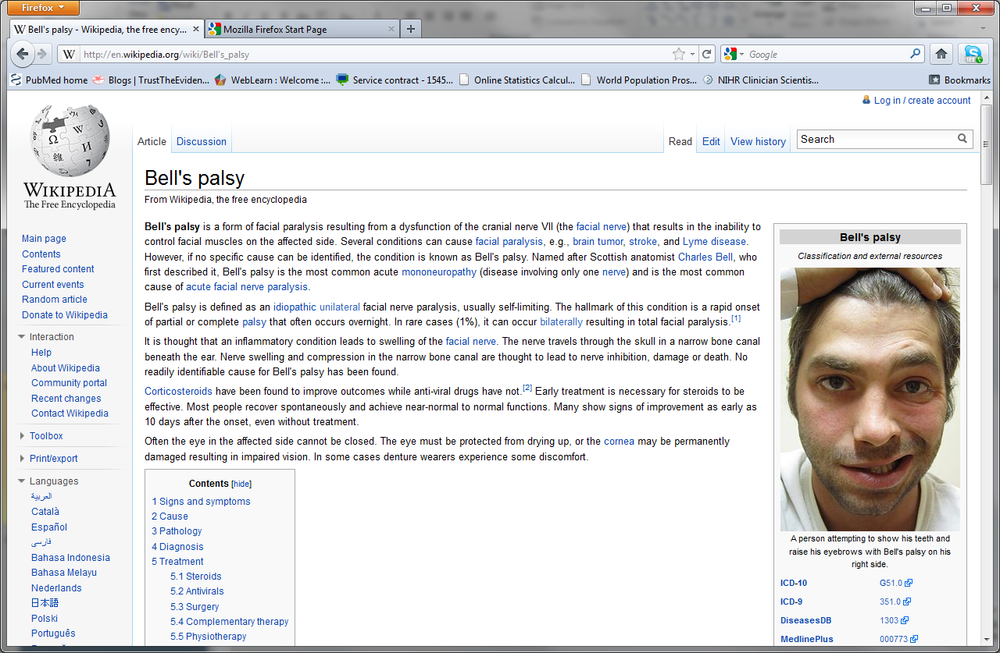 Firefox
Bell's palsy - Wikipedia, the free ency...
Mozilla Firefox Start Page
http://en.wikipedia.org/wiki/Bell's_palsy
Google
PubMed home
Blogs | TrustTheEviden...
WebLearn : Welcome :...
Service contract - 1545...
Online Statistics Calcul...
World Population Pros...
NIHR Clinician Scientis...
Bookmarks
Log in / create account
WIKIPEDIA
The Free Encyclopedia
Article
Discussion
Read
Edit
View history
Search
Main page
Contents
Featured content
Current events
Random article
Donate to Wikipedia
Interaction
Help
About Wikipedia
Community portal
Recent changes
Contact Wikipedia
Toolbox
Print/export
Languages
العربية
Català
Español
فارسی
Bahasa Indonesia
Bahasa Melayu
Nederlands
日本語
Polski
Português
Bell's palsy
From Wikipedia, the free encyclopedia
Bell's palsy is a form of facial paralysis resulting from a dysfunction of the cranial nerve VII (the facial nerve) that results in the inability to
control facial muscles on the affected side. Several conditions can cause facial paralysis, e.g., brain tumor, stroke, and Lyme disease.
However, if no specific cause can be identified, the condition is known as Bell's palsy. Named after Scottish anatomist Charles Bell, who
first described it, Bell's palsy is the most common acute mononeuropathy (disease involving only one nerve) and is the most common
cause of acute facial nerve paralysis.
Bell's palsy is defined as an idiopathic unilateral facial nerve paralysis, usually self-limiting. The hallmark of this condition is a rapid onset
of partial or complete palsy that often occurs overnight. In rare cases (1%), it can occur bilaterally resulting in total facial paralysis.[1]
It is thought that an inflammatory condition leads to swelling of the facial nerve. The nerve travels through the skull in a narrow bone canal
beneath the ear. Nerve swelling and compression in the narrow bone canal are thought to lead to nerve inhibition, damage or death. No
readily identifiable cause for Bell's palsy has been found.
Corticosteroids have been found to improve outcomes while anti-viral drugs have not.[2] Early treatment is necessary for steroids to be
effective. Most people recover spontaneously and achieve near-normal to normal functions. Many show signs of improvement as early as
10 days after the onset, even without treatment.
Often the eye in the affected side cannot be closed. The eye must be protected from drying up, or the cornea may be permanently
damaged resulting in impaired vision. In some cases denture wearers experience some discomfort.
Contents [hide]
1 Signs and symptoms
2 Cause
3 Pathology
4 Diagnosis
5 Treatment
5.1 Steroids
5.2 Antivirals
5.3 Surgery
5.4 Complementary therapy
5.5 Physiotherapy
Bell's palsy
Classification and external resources
A person attempting to show his teeth and
raise his eyebrows with Bell's palsy on his
right side.
ICD-10 G51.0
ICD-9 351.0
DiseasesDB 1303
MedlinePlus 000773